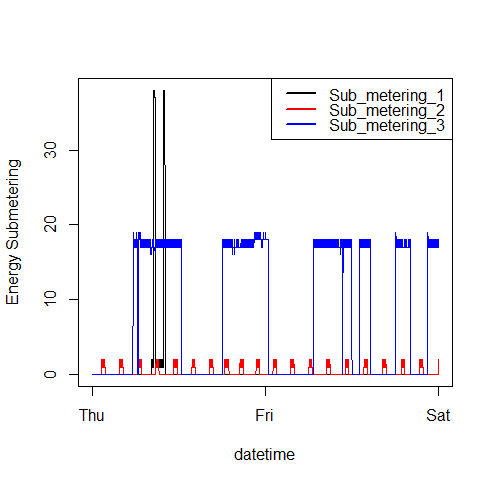 Sub_metering_1
Sub_metering_2
Sub_metering_3
Energy Submetering
30
20
10
0
Thu Fri Sat
datetime